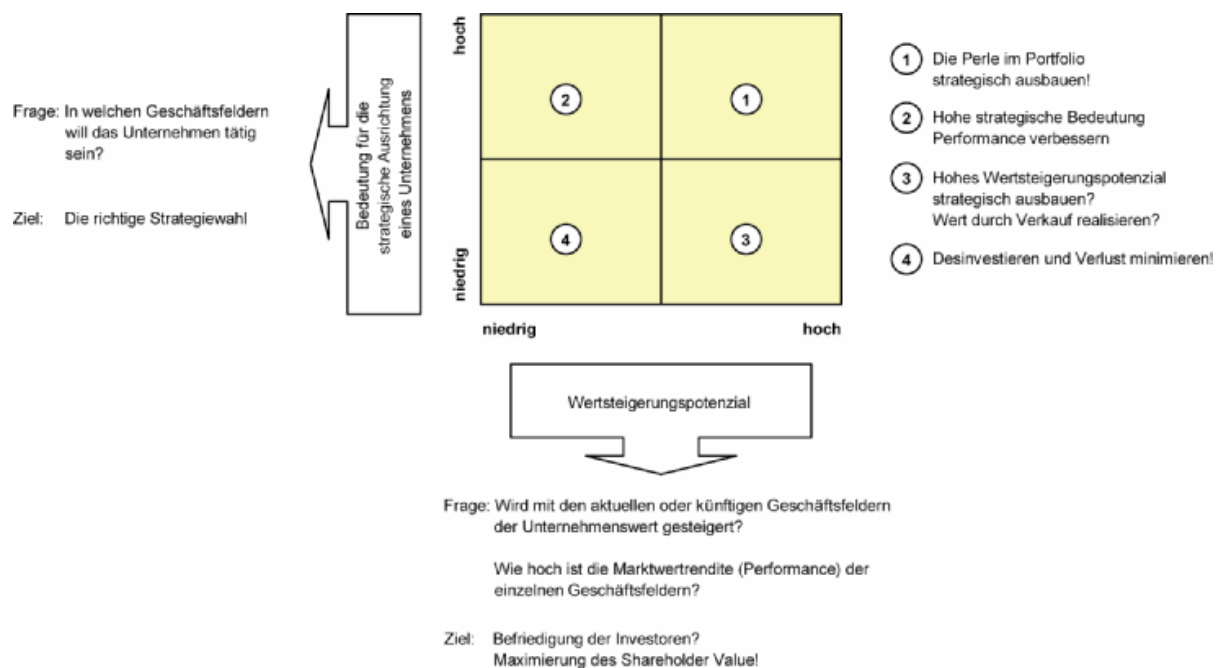 Frage: In welchen Geschäftsfeldern
will das Unternehmen tätig
sein?
Ziel: Die richtige Strategiewahl
Bedeutung für die
strategische Ausrichtung
eines Unternehmens
hoch
niedrig
2
1
4
3
niedrig
hoch
1 Die Perle im Portfolio
strategisch ausbauen!
2 Hohe strategische Bedeutung
Performance verbessern
3 Hohes Wertsteigerungspotenzial
strategisch ausbauen?
Wert durch Verkauf realisieren?
4 Desinvestieren und Verlust minimieren!
Wertsteigerungspotenzial
Frage: Wird mit den aktuellen oder künftigen Geschäftsfeldern
der Unternehmenswert gesteigert?
Wie hoch ist die Marktwertrendite (Performance) der
einzelnen Geschäftsfeldern?
Ziel: Befriedigung der Investoren?
Maximierung des Shareholder Value!